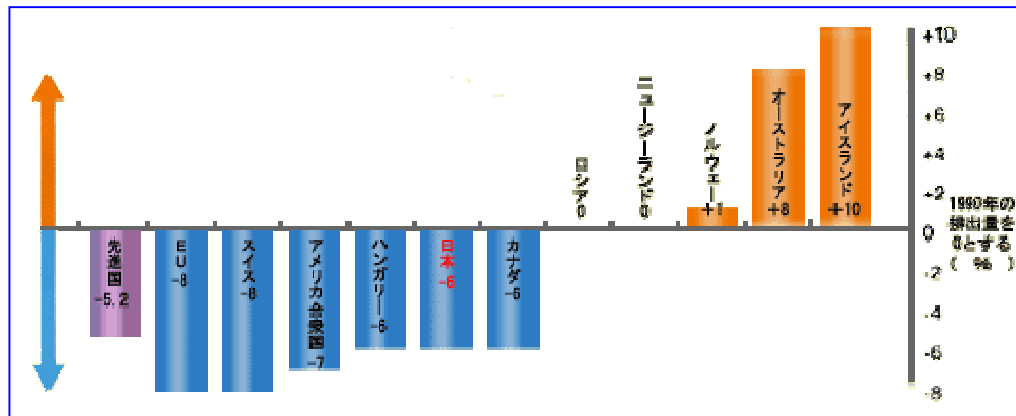 先進国
-5.2
EU
-8
スイス
-8
アメリカ合衆国
-7
ハンガリー
-6
日本
-6
カナダ
-6
ロシア
0
ニュージーランド
0
ノルウェー
+1
オーストラリア
+8
アイスランド
+10
+10
+8
+6
+4
+2
0
-2
-4
-6
-8
1990年の
排出量を
0とする
( % )